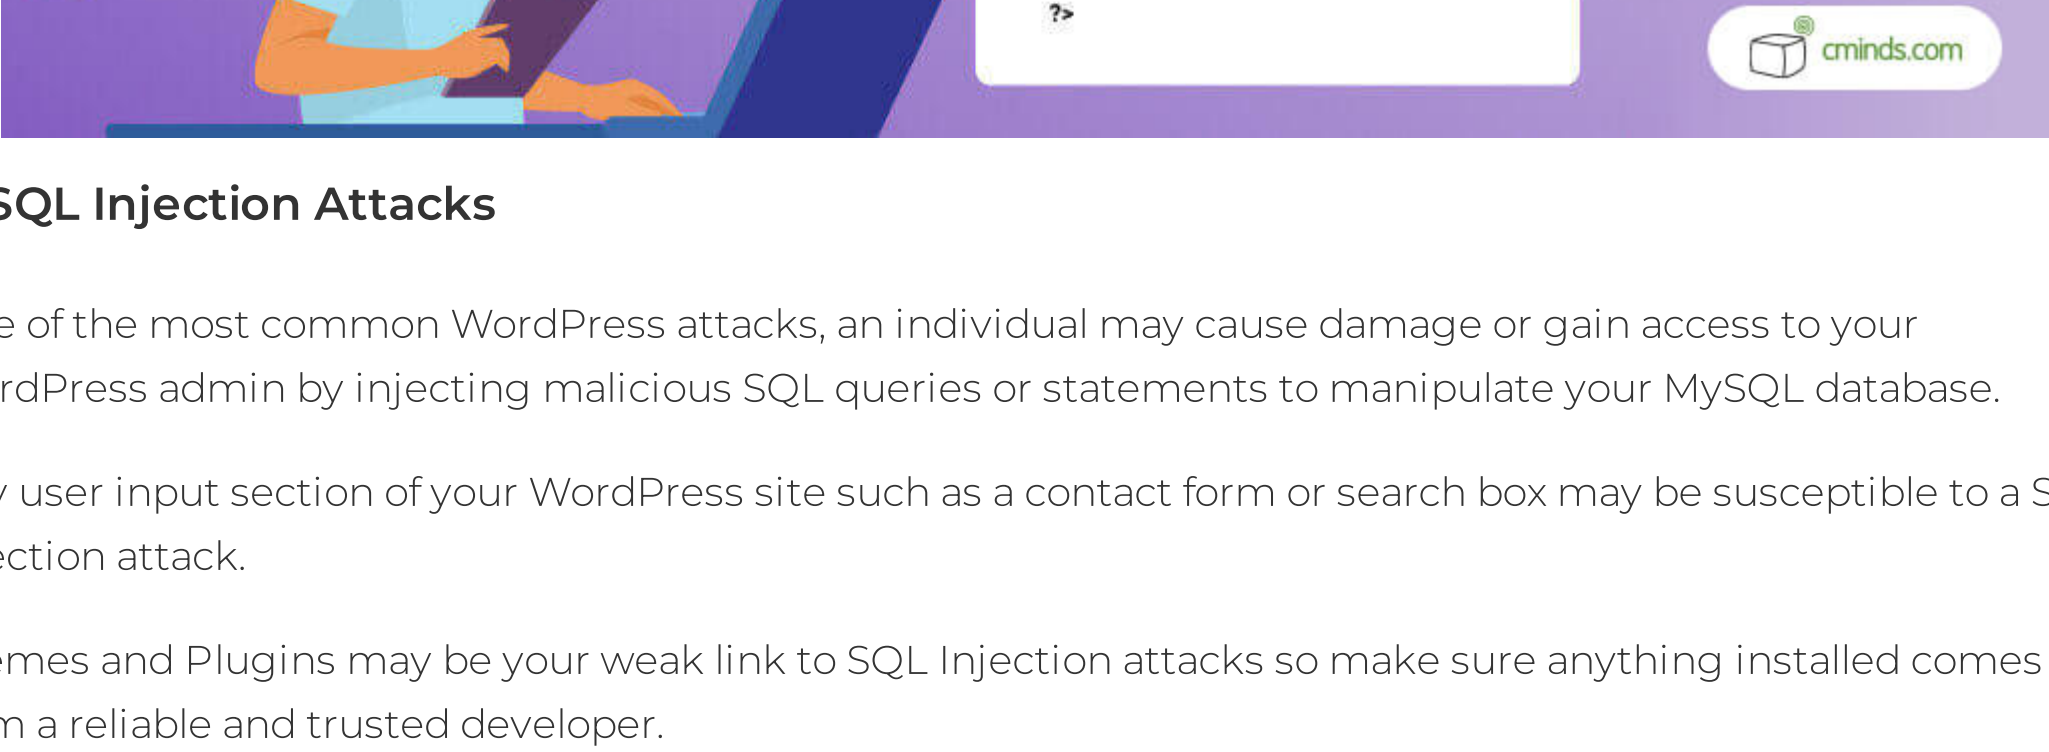 ?>
cminds.com
SQL Injection Attacks
e of the most common WordPress attacks, an individual may cause damage or gain access to your
rdPress admin by injecting malicious SQL queries or statements to manipulate your MySQL database.
y user input section of your WordPress site such as a contact form or search box may be susceptible to a S
ection attack.
emes and Plugins may be your weak link to SQL Injection attacks so make sure anything installed comes
m a reliable and trusted developer.